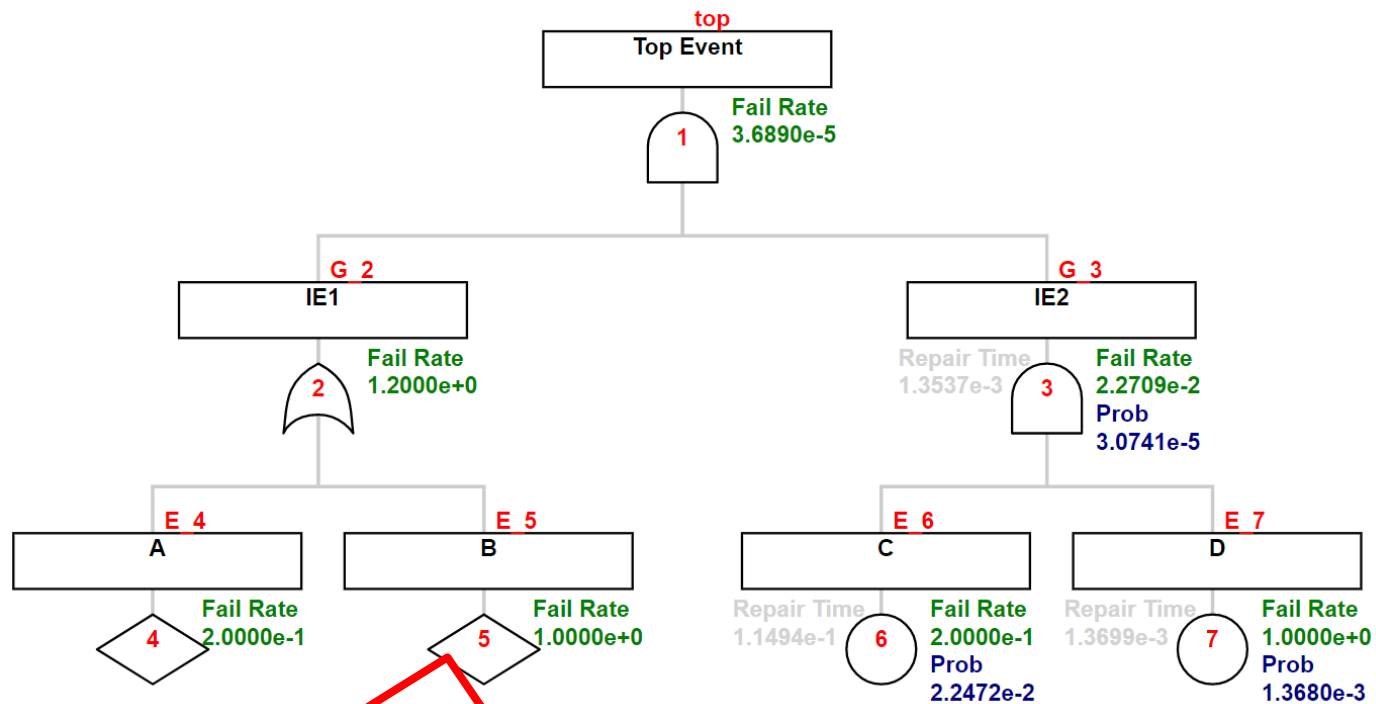 top
Top Event
Fail Rate
3.6890e-5
1
G_2
IE1
Fail Rate
1.2000e+0
2
G_3
IE2
Repair Time
1.3537e-3
Fail Rate
2.2709e-2
Prob
3.0741e-5
3
E_4
A
Fail Rate
2.0000e-1
4
E_5
B
Fail Rate
1.0000e+0
5
E_6
C
Repair Time
1.1494e-1
Fail Rate
2.0000e-1
Prob
2.2472e-2
6
E_7
D
Repair Time
1.3699e-3
Fail Rate
1.0000e+0
Prob
1.3680e-3
7